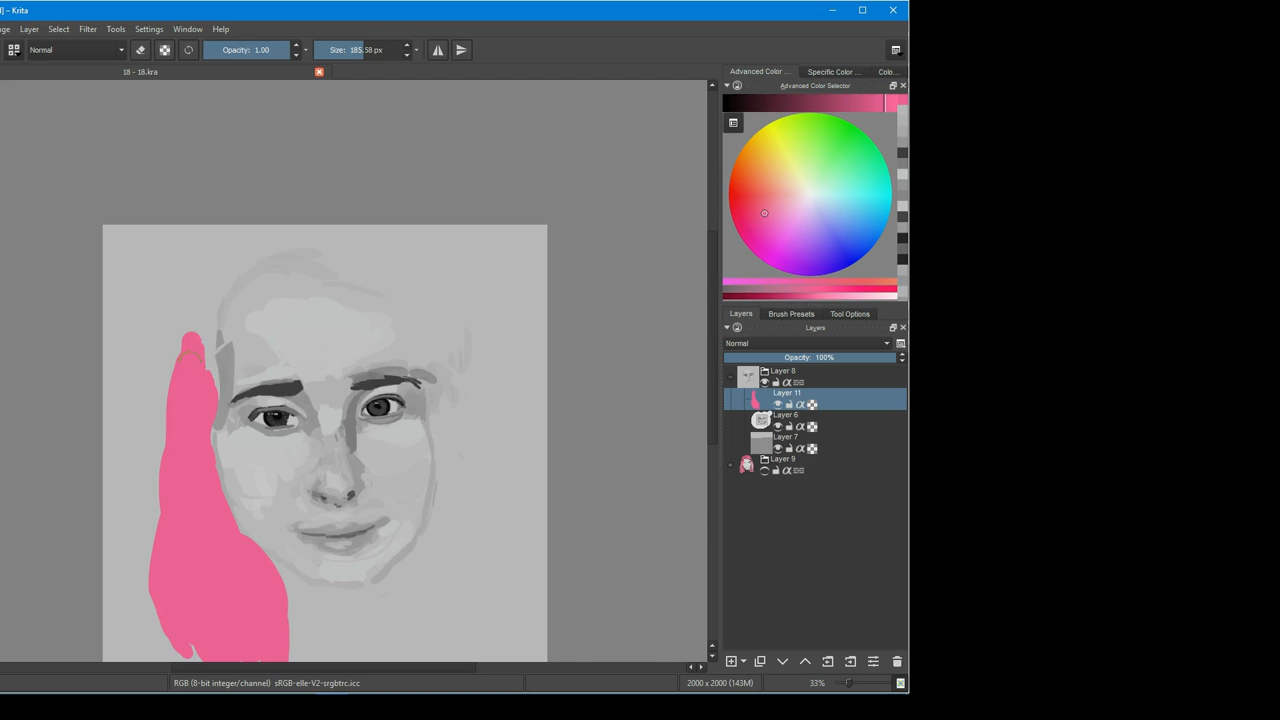 ] – Krita
ge Layer Select Filter Tools Settings Window Help
Normal Opacity: 1.00 Size: 185.58 px
18 - 18.kra
Advanced Color ... Specific Color ... Colo...
Advanced Color Selector
Layers Brush Presets Tool Options
Layers
Normal
Opacity: 100%
Layer 8
Layer 11
Layer 6
Layer 7
Layer 9
RGB (8-bit integer/channel) sRGB-elle-V2-srgbtrc.icc 2000 x 2000 (143M) 33%